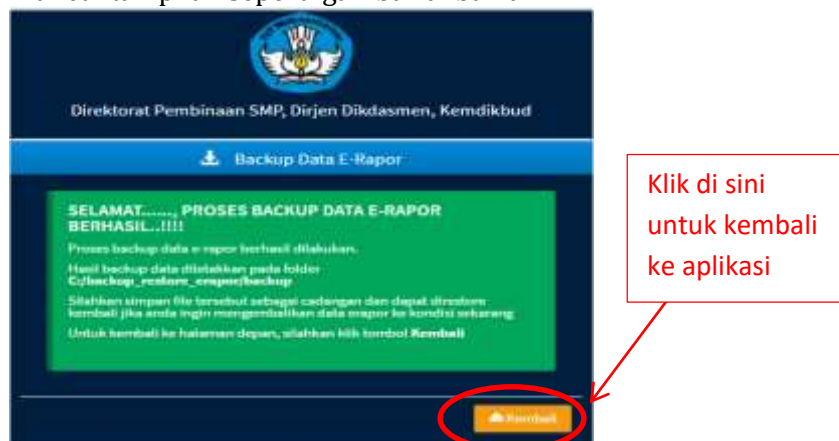 Direktorat Pembinaan SMP, Dirjen Dikdasmen, Kemdikbud
Backup Data E-Rapor
SELAMAT......, PROSES BACKUP DATA E-RAPOR
BERHASIL..!!!!
Proses backup data e-rapor berhasil dilakukan.
Hasil backup data diletakkan pada folder
C:/backup_restore_erapor/backup
Silahkan simpan file tersebut sebagai cadangan dan dapat direstore
kembali jika anda ingin mengembalikan data erapor ke kondisi sekarang
Untuk kembali ke halaman depan, silahkan klik tombol Kembali
Kembali
Klik di sini
untuk kembali
ke aplikasi